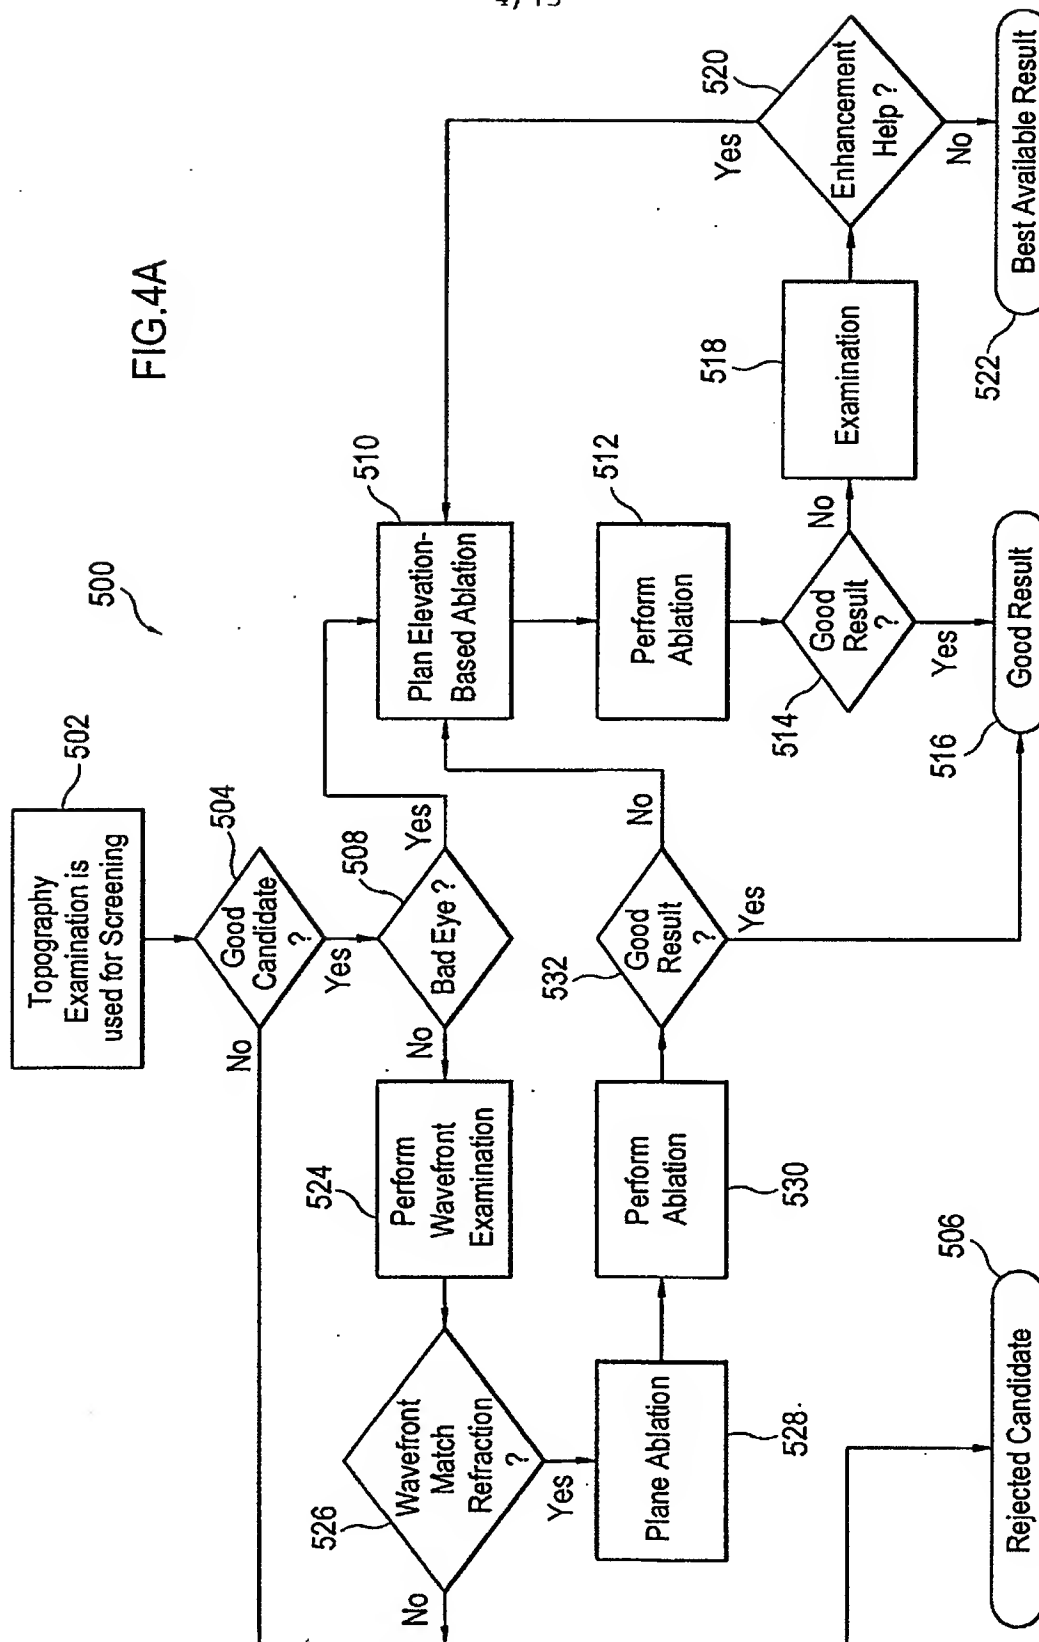 FIG.4A
500
502
Topography
Examination is
used for Screening
504
Good
Candidate
?
No
Yes
508
Bad Eye ?
Yes
No
510
Plan Elevation-
Based Ablation
512
Perform
Ablation
514
Good
Result
?
No
Yes
516
Good Result
518
Examination
520
Enhancement
Help ?
Yes
No
522
Best Available Result
524
Perform
Wavefront
Examination
526
Wavefront
Match
Refraction
?
No
Yes
528.
Plane Ablation
530
Perform
Ablation
532
Good
Result
?
No
Yes
506
Rejected Candidate